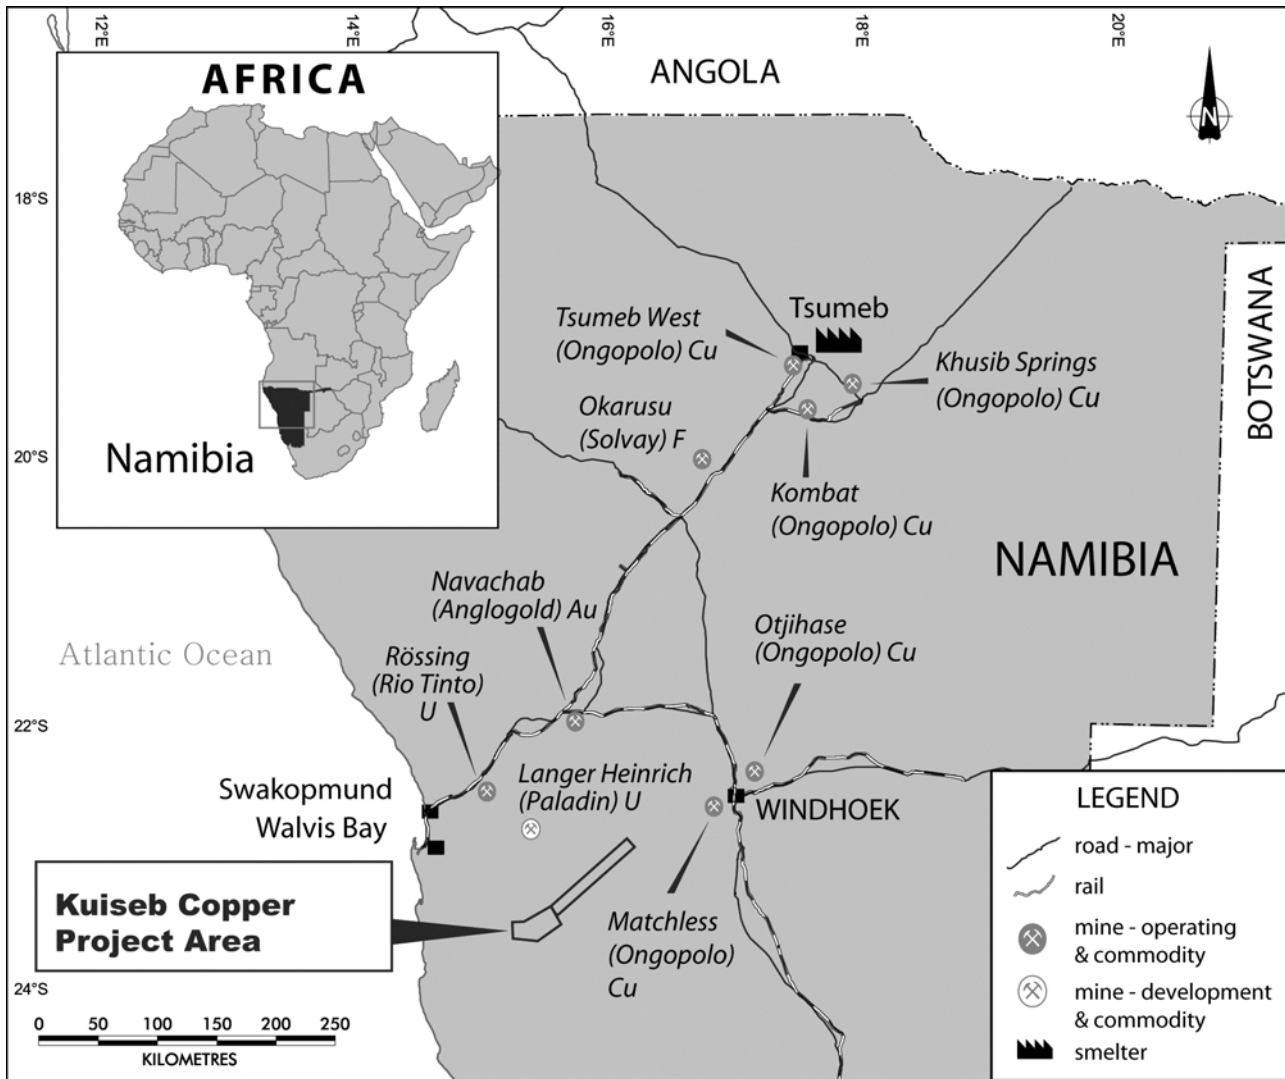 12°E
14°E
16°E
18°E
20°E
AFRICA
Namibia
ANGOLA
N
18°S
20°S
22°S
24°S
BOTSWANA
Tsumeb
Tsumeb West
(Ongopolo) Cu
Khusib Springs
(Ongopolo) Cu
Okarusu
(Solvay) F
Kombat
(Ongopolo) Cu
NAMIBIA
Navachab
(Anglogold) Au
Otjihase
(Ongopolo) Cu
Atlantic Ocean
Rössing
(Rio Tinto)
U
Langer Heinrich
(Paladin) U
Swakopmund
Walvis Bay
WINDHOEK
Kuiseb Copper
Project Area
Matchless
(Ongopolo)
Cu
0 50 100 150 200 250
KILOMETRES
LEGEND
road - major
rail
mine - operating
& commodity
mine - development
& commodity
smelter